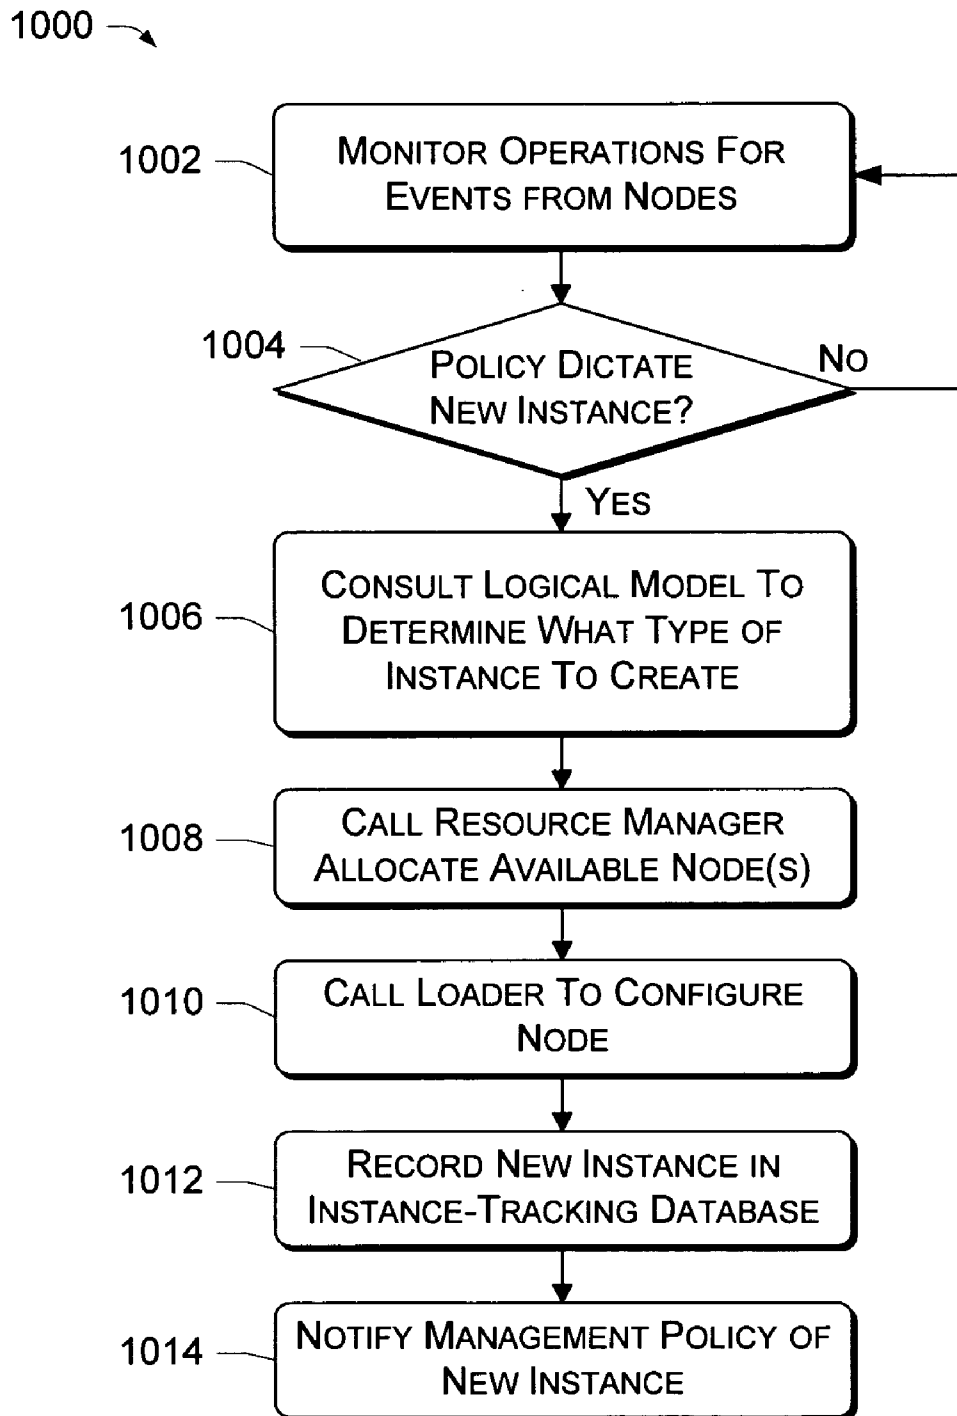 1000
1002
MONITOR OPERATIONS FOR
EVENTS FROM NODES
1004
POLICY DICTATE
NEW INSTANCE?
NO
YES
1006
CONSULT LOGICAL MODEL TO
DETERMINE WHAT TYPE OF
INSTANCE TO CREATE
1008
CALL RESOURCE MANAGER
ALLOCATE AVAILABLE NODE(S)
1010
CALL LOADER TO CONFIGURE
NODE
1012
RECORD NEW INSTANCE IN
INSTANCE-TRACKING DATABASE
1014
NOTIFY MANAGEMENT POLICY OF
NEW INSTANCE